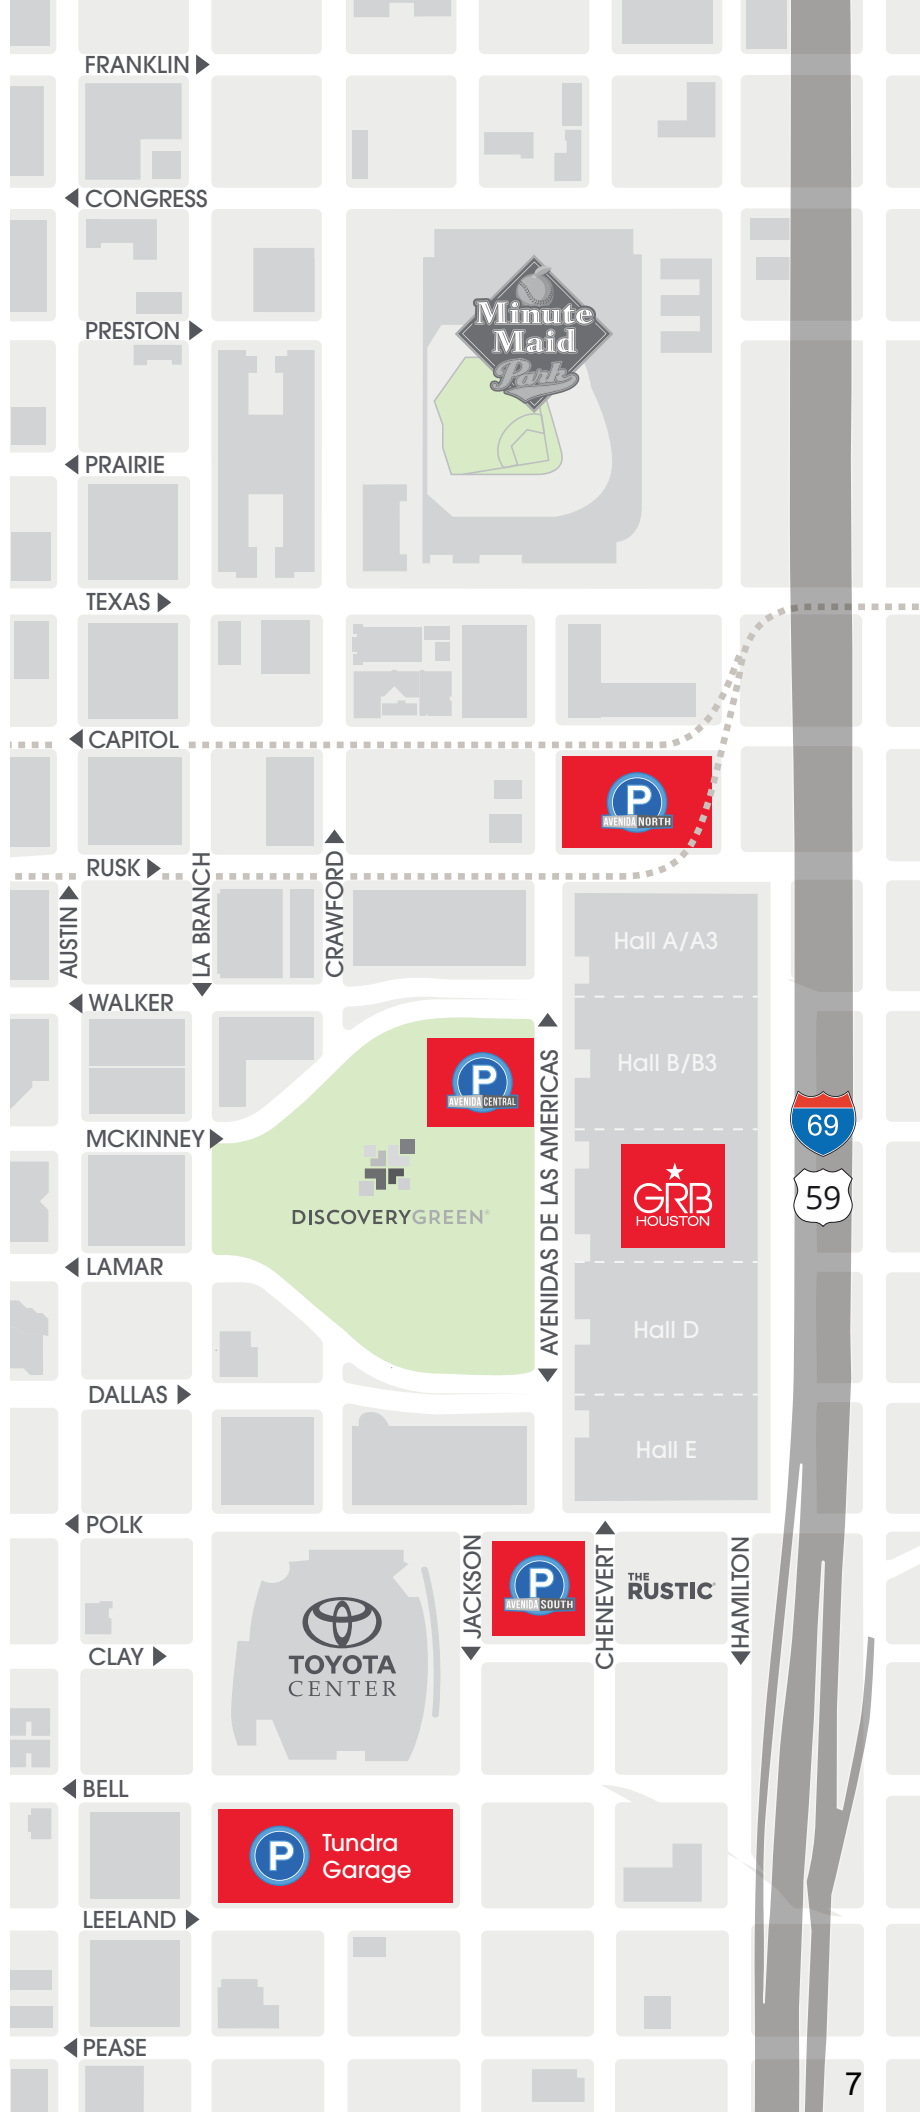 FRANKLIN
CONGRESS
Minute
Maid
Park
PRESTON
PRAIRIE
TEXAS
CAPITOL
P
AVENIDA NORTH
RUSK
AUSTIN
LA BRANCH
CRAWFORD
Hall A/A3
WALKER
Hall B/B3
P
AVENIDA CENTRAL
AVENIDAS DE LAS AMERICAS
69
MCKINNEY
GRB
HOUSTON
59
DISCOVERYGREEN®
LAMAR
Hall D
DALLAS
Hall E
POLK
JACKSON
P
AVENIDA SOUTH
CHENEVERT
THE
RUSTIC
HAMILTON
TOYOTA
CENTER
CLAY
BELL
P
Tundra
Garage
LEELAND
PEASE
7